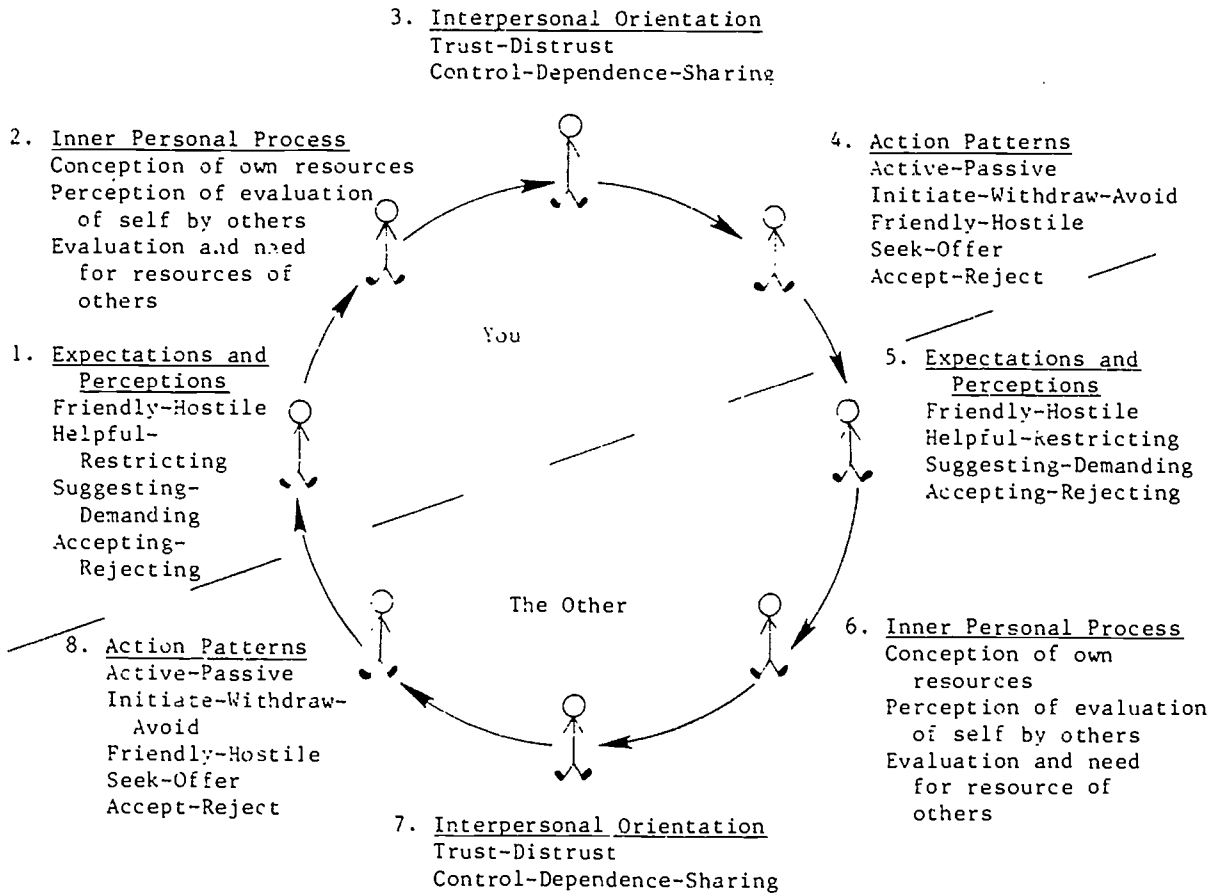 3. Interpersonal Orientation
Trust-Distrust
Control-Dependence-Sharing
2. Inner Personal Process
Conception of own resources
Perception of evaluation
of self by others
Evaluation and need
for resources of
others
4. Action Patterns
Active-Passive
Initiate-Withdraw-Avoid
Friendly-Hostile
Seek-Offer
Accept-Reject
You
1. Expectations and
Perceptions
Friendly-Hostile
Helpful-
Restricting
Suggesting-
Demanding
Accepting-
Rejecting
5. Expectations and
Perceptions
Friendly-Hostile
Helpful-Restricting
Suggesting-Demanding
Accepting-Rejecting
The Other
8. Action Patterns
Active-Passive
Initiate-Withdraw-
Avoid
Friendly-Hostile
Seek-Offer
Accept-Reject
6. Inner Personal Process
Conception of own
resources
Perception of evaluation
of self by others
Evaluation and need
for resource of
others
7. Interpersonal Orientation
Trust-Distrust
Control-Dependence-Sharing